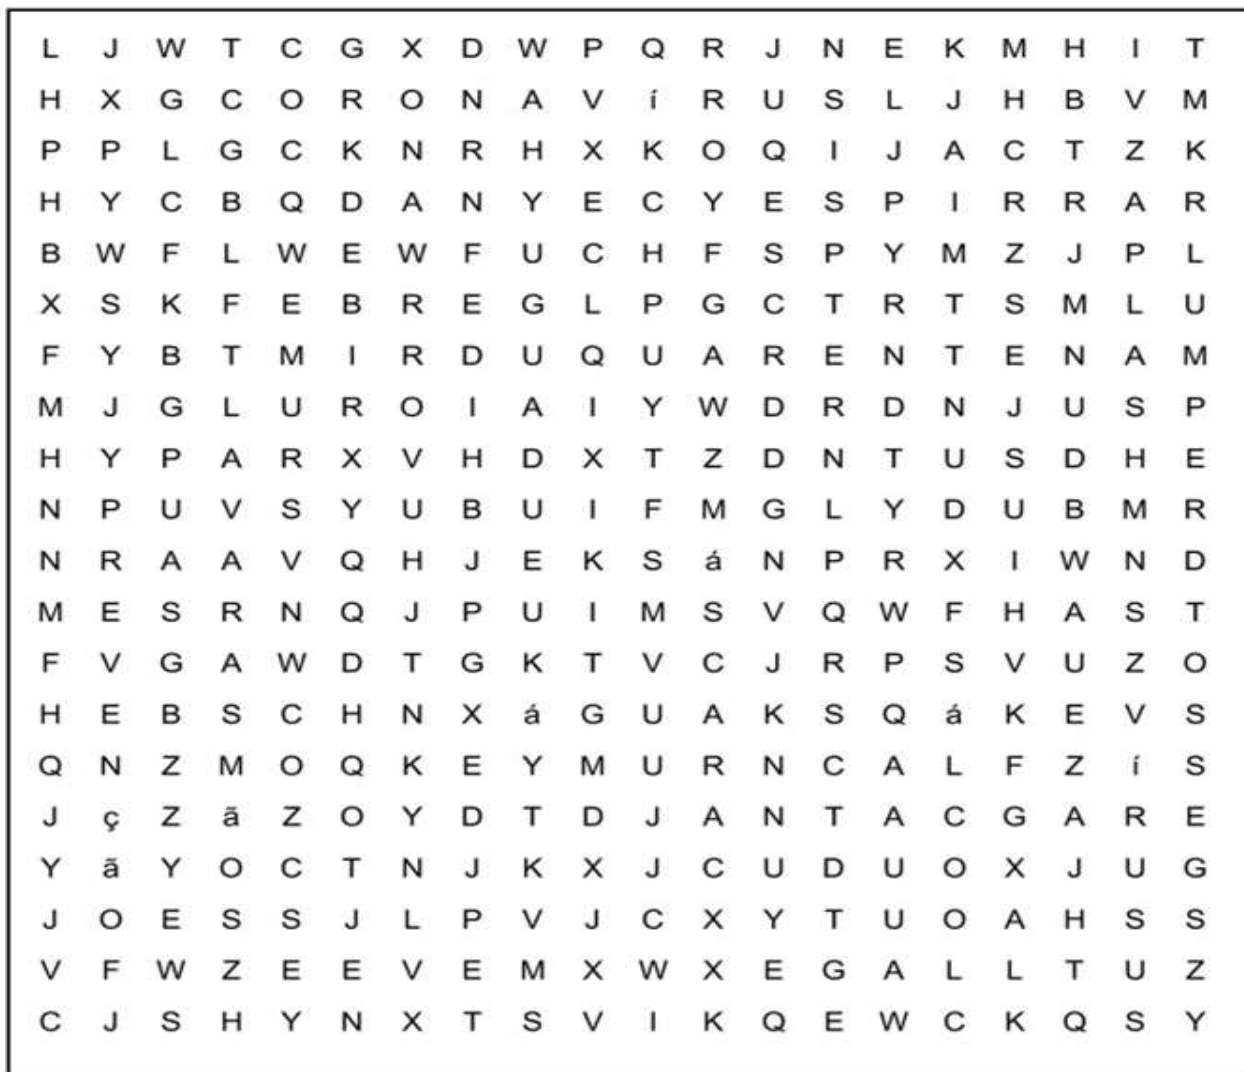 L J W T C G X D W P Q R J N E K M H I T
H X G C O R O N A V í R U S L J H B V M
P P L G C K N R H X K O Q I J A C T Z K
H Y C B Q D A N Y E C Y E S P I R R A R
B W F L W E W F U C H F S P Y M Z J P L
X S K F E B R E G L P G C T R T S M L U
F Y B T M I R D U Q U A R E N T E N A M
M J G L U R O I A I Y W D R D N J U S P
H Y P A R X V H D X T Z D N T U S D H E
N P U V S Y U B U I F M G L Y D U B M R
N R A A V Q H J E K S á N P R X I W N D
M E S R N Q J P U I M S V Q W F H A S T
F V G A W D T G K T V C J R P S V U Z O
H E B S C H N X á G U A K S Q á K E V S
Q N Z M O Q K E Y M U R N C A L F Z í S
J ç Z ã Z O Y D T D J A N T A C G A R E
Y ã Y O C T N J K X J C U D U O X J U G
J O E S S J L P V J C X Y T U O A H S S
V F W Z E E V E M X W X E G A L L T U Z
C J S H Y N X T S V I K Q E W C K Q S Y